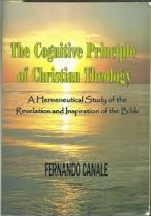 The Cognitive Principle
of Christian Theology
A Hermeneutical Study of the
Revelation and Inspiration of the Bible
FERNANDO CANALE